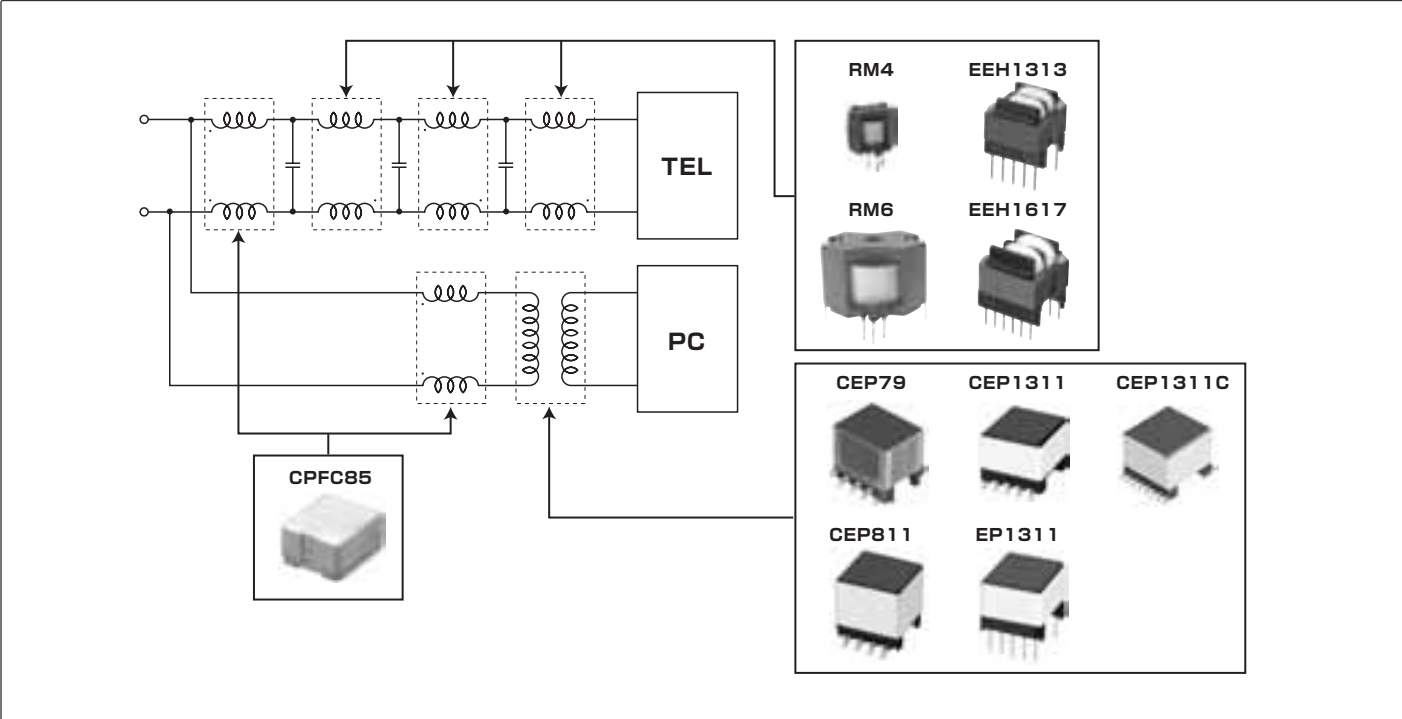 RM4 EEH1313
TEL
RM6 EEH1617
PC
CEP79 CEP1311 CEP1311C
CPFC85
CEP811 EP1311